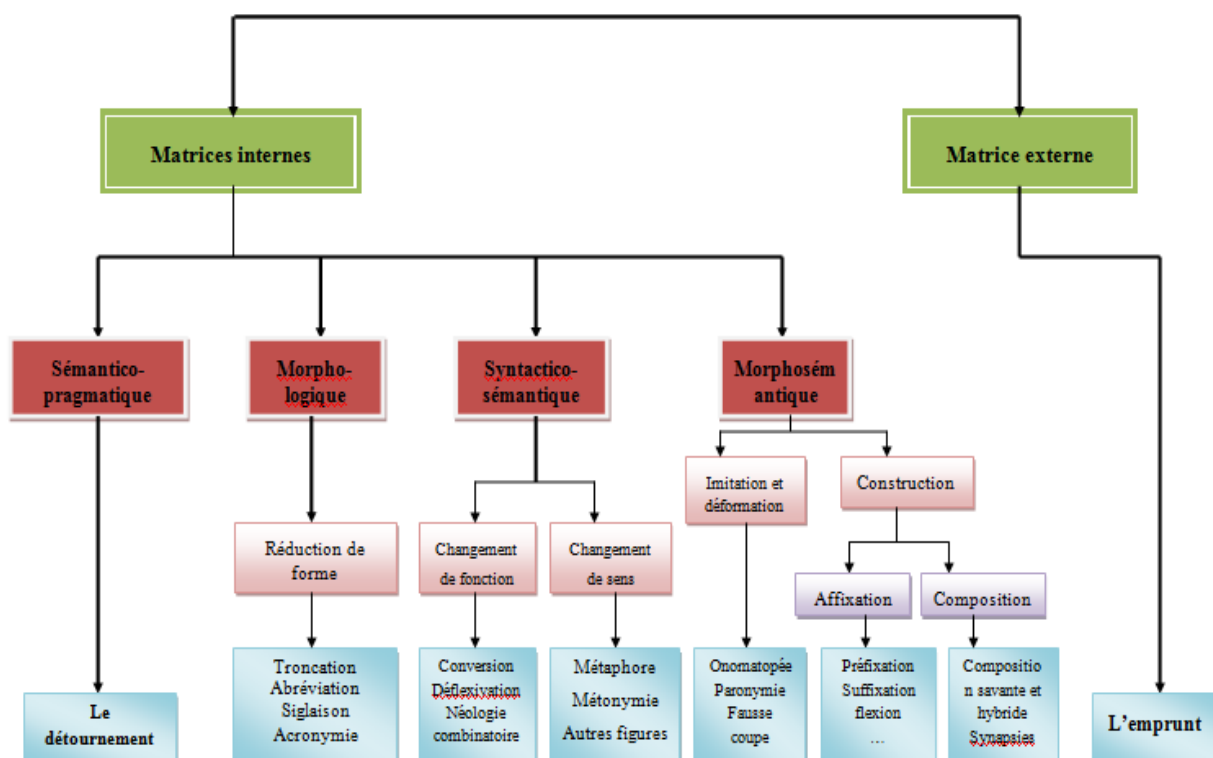 Matrices internes
Matrice externe
Sémantico-
pragmatique
Morpho-
logique
Syntactico-
sémantique
Morphosém
antique
Imitation et
déformation
Construction
Réduction de
forme
Changement
de fonction
Changement
de sens
Affixation
Composition
Le
détournement
Troncation
Abréviation
Siglaison
Acronymie
Conversion
Déflexivation
Néologie
combinatoire
Métaphore
Métonymie
Autres figures
Onomatopée
Paronymie
Fausse
coupe
Préfixation
Suffixation
flexion
...
Compositio
n savante et
hybride
Synapsies
L'emprunt